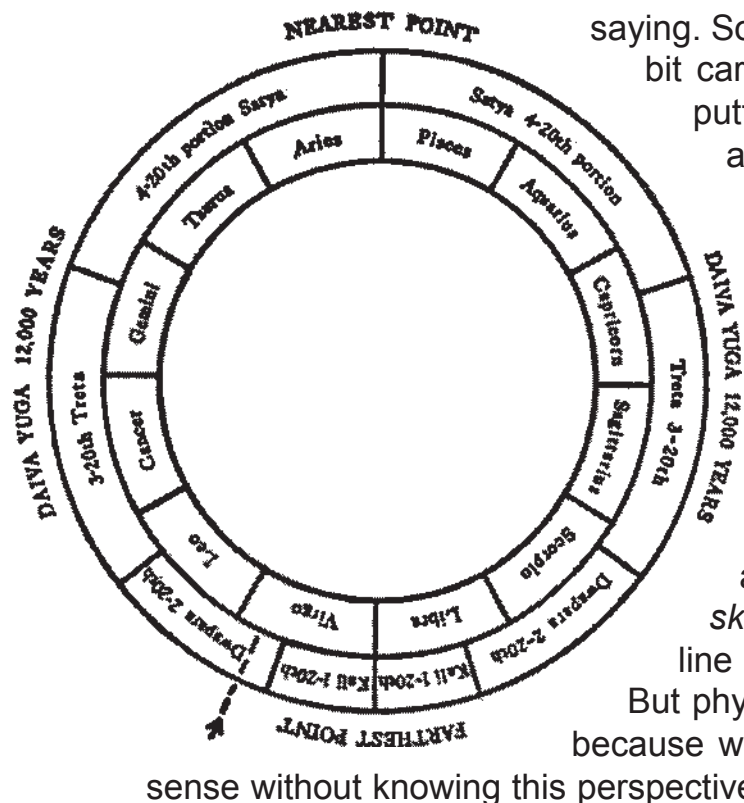 NEAREST POINT
saying. So
bit car
putt
a
4-20th portion Satya
Satya 4-20th portion
Aries
Pisces
Taurus
Aquarius
Gemini
Capricorn
Cancer
Sagittarius
Leo
Scorpio
Virgo
Libra
DAIVA YUGA 12,000 YEARS
DAIVA YUGA 12,000 YEARS
3-20th Treta
Treta 3-20th
Dwapara 2-20th
Dwapara 2-20th
Kali 1-20th
Kali 1-20th
FARTHEST POINT
a
sk
line
But phy
because w
sense without knowing this perspective